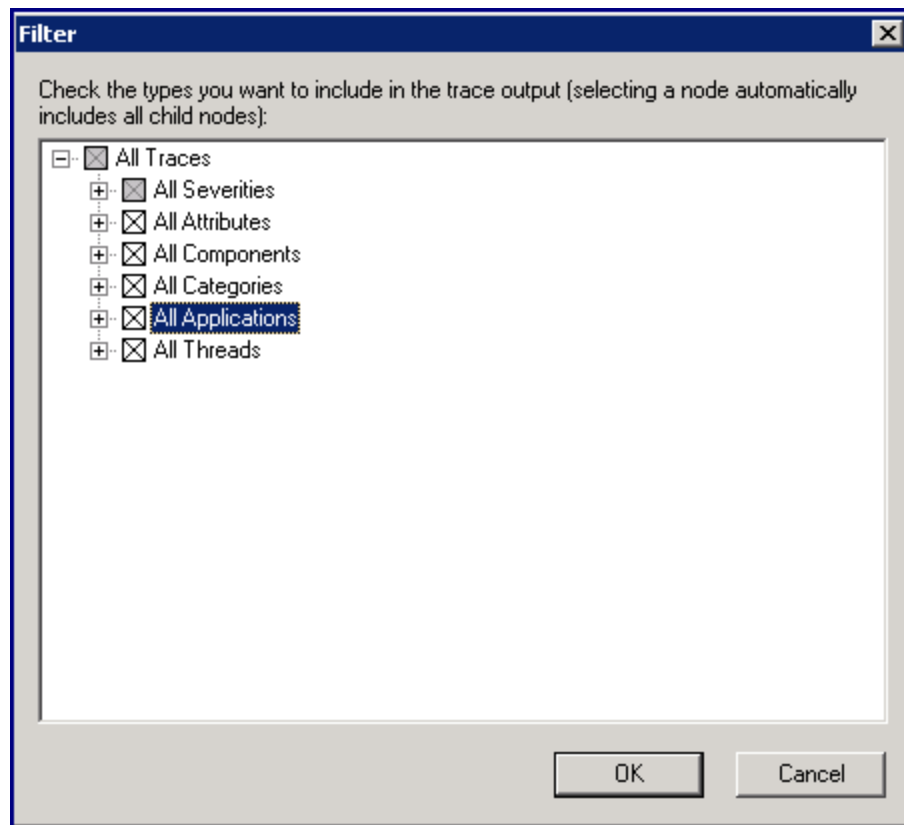 Filter
Check the types you want to include in the trace output (selecting a node automatically
includes all child nodes):
All Traces
All Severities
All Attributes
All Components
All Categories
All Applications
All Threads
OK
Cancel